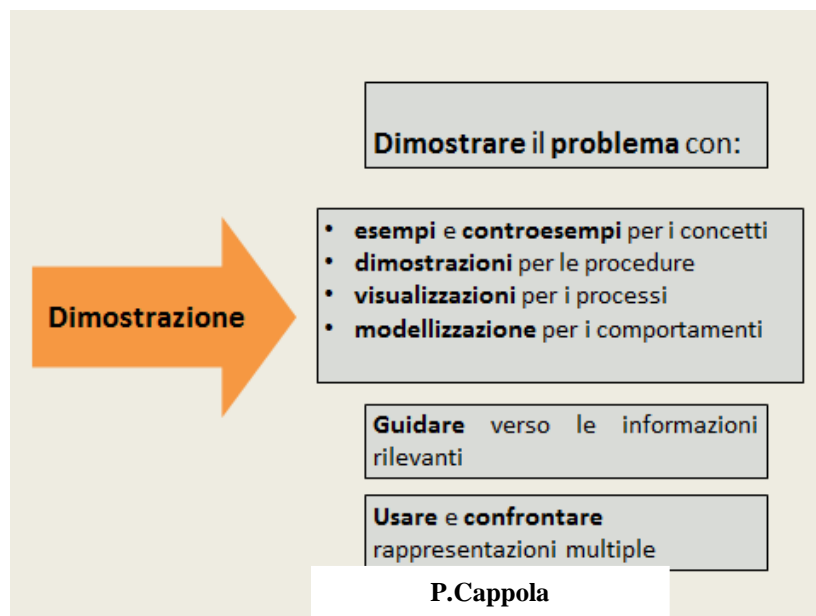 Dimostrare il problema con:
Dimostrazione
• esempi e controesempi per i concetti
• dimostrazioni per le procedure
• visualizzazioni per i processi
• modellizzazione per i comportamenti
Guidare verso le informazioni
rilevanti
Usare e confrontare
rappresentazioni multiple
P.Cappola